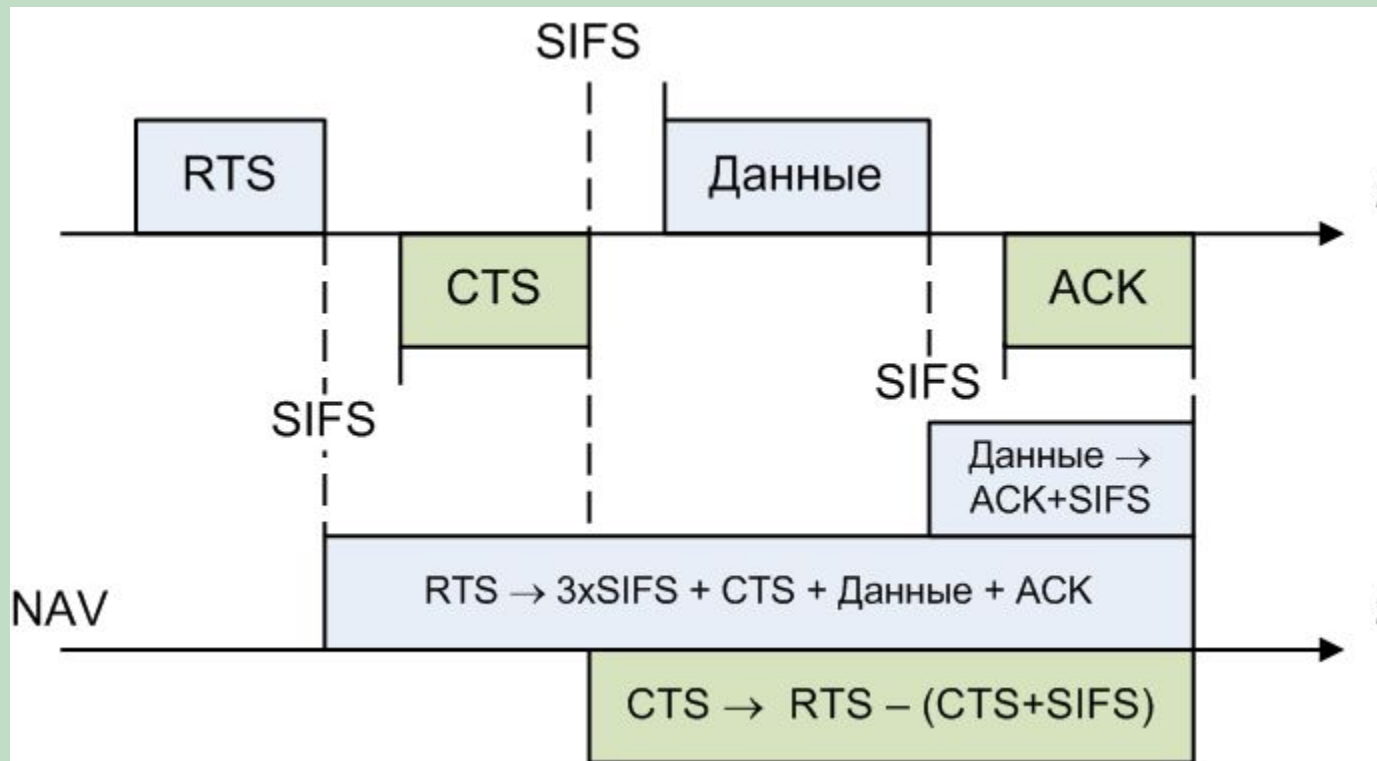 SIFS
RTS
Данные
CTS
ACK
SIFS
SIFS
Данные →
ACK+SIFS
RTS → 3xSIFS + CTS + Данные + ACK
NAV
CTS → RTS – (CTS+SIFS)